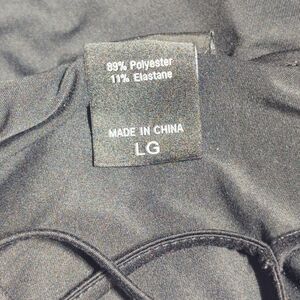 89% Polyester
11% Elastane
MADE IN CHINA
LG